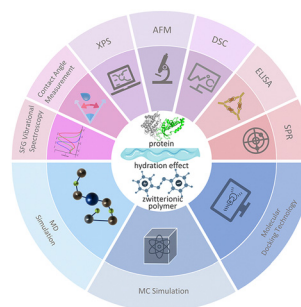 SFG Vibrational
Spectroscopy
Contact Angle
Measurement
XPS
AFM
DSC
ELISA
SPR
protein
hydration effect
zwitterionic
polymer
MD
Simulation
MC Simulation
Molecular
Docking Technology